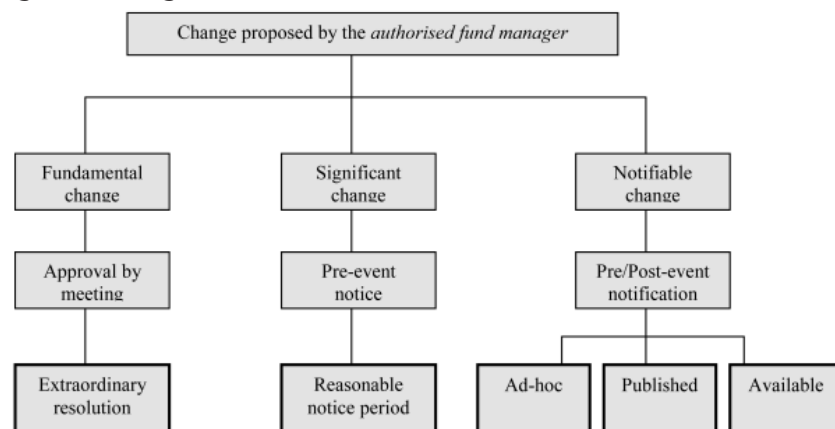 Change proposed by the authorised fund manager
Fundamental
change
Significant
change
Notifiable
change
Approval by
meeting
Pre-event
notice
Pre/Post-event
notification
Extraordinary
resolution
Reasonable
notice period
Ad-hoc
Published
Available